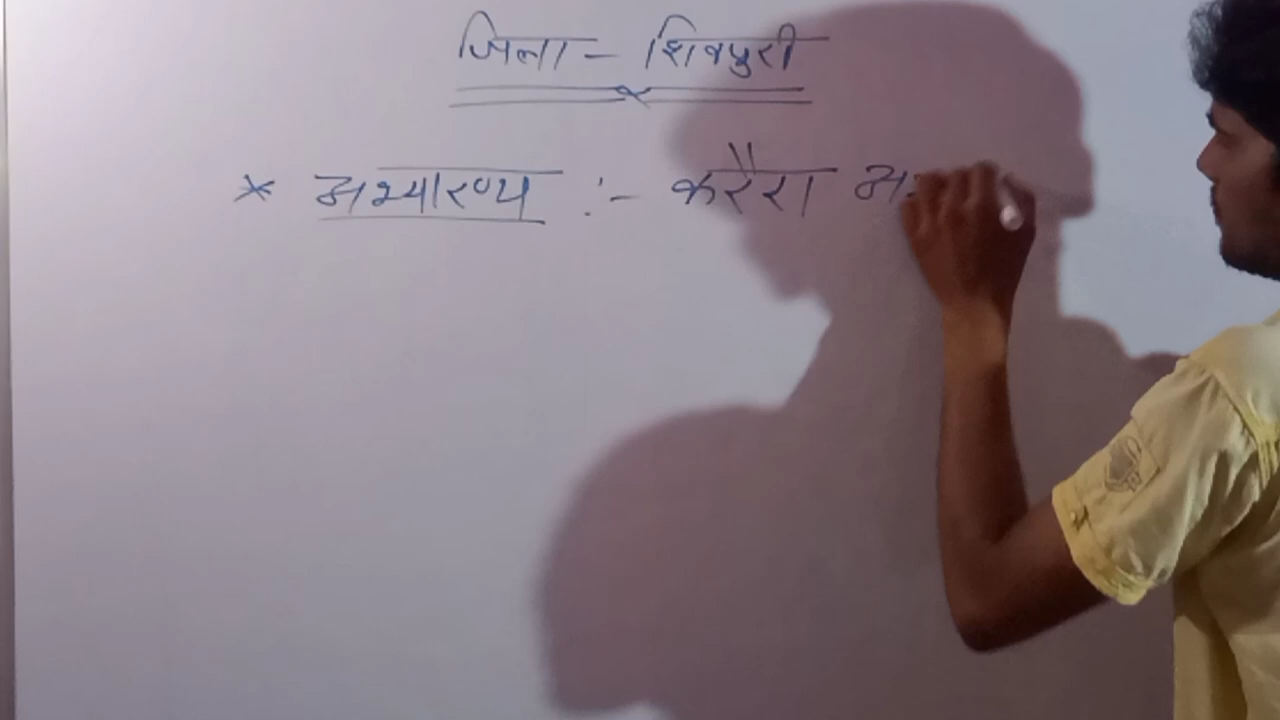 जिला - शिवपुरी
* अभ्यारण्य :- करैरा